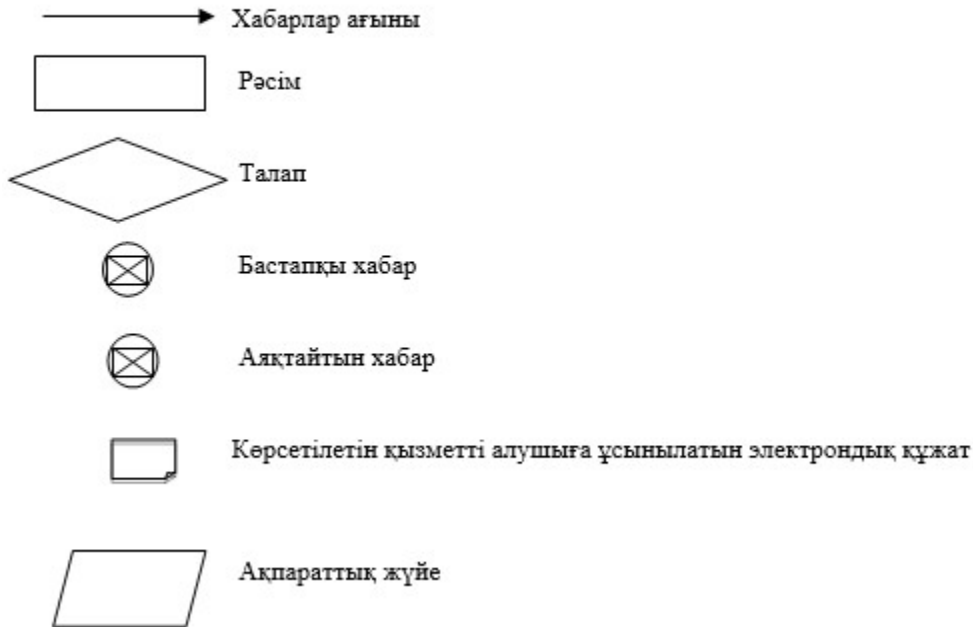 Хабарлар ағыны
Рәсім
Талап
Бастапқы хабар
Аяқтайтын хабар
Көрсетілетін қызметті алушыға ұсынылатын электрондық құжат
Ақпараттық жүйе